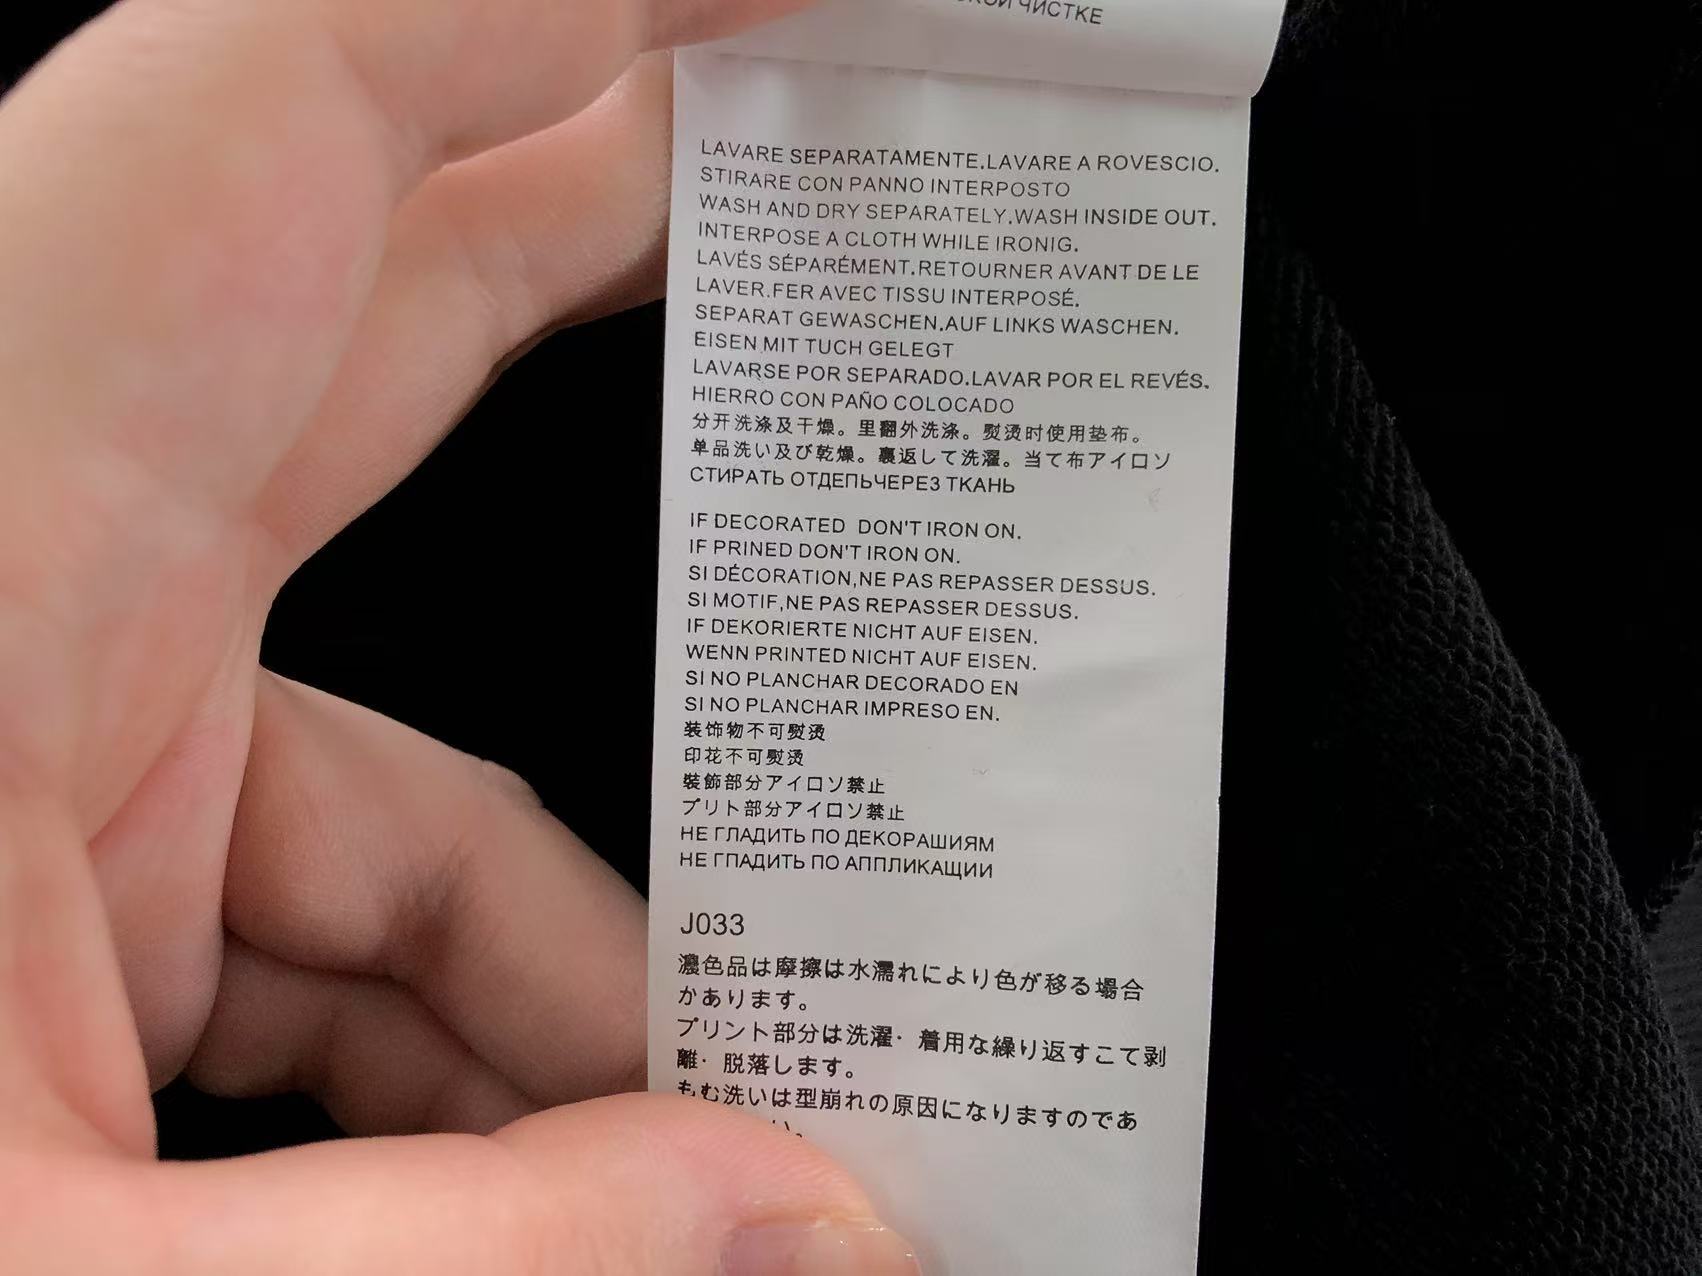 ЧИСТКЕ
LAVARE SEPARATAMENTE.LAVARE A ROVESCIO.
STIRARE CON PANNO INTERPOSTO
WASH AND DRY SEPARATELY.WASH INSIDE OUT.
INTERPOSE A CLOTH WHILE IRONIG.
LAVÉS SÉPARÉMENT.RETOURNER AVANT DE LE
LAVER.FER AVEC TISSU INTERPOSÉ.
SEPARAT GEWASCHEN.AUF LINKS WASCHEN.
EISEN MIT TUCH GELEGT
LAVARSE POR SEPARADO.LAVAR POR EL REVÉS.
HIERRO CON PAÑO COLOCADO
分开洗涤及干燥。里翻外洗涤。熨烫时使用垫布。
单品洗い及び乾燥。裏返して洗濯。当て布アイロソ
СТИРАТЬ ОТДЕПЬЧЕРЕЗ ТКАНЬ
IF DECORATED DON'T IRON ON.
IF PRINED DON'T IRON ON.
SI DÉCORATION,NE PAS REPASSER DESSUS.
SI MOTIF,NE PAS REPASSER DESSUS.
IF DEKORIERTE NICHT AUF EISEN.
WENN PRINTED NICHT AUF EISEN.
SI NO PLANCHAR DECORADO EN
SI NO PLANCHAR IMPRESO EN.
装饰物不可熨烫
印花不可熨烫
装飾部分アイロソ禁止
プリト部分アイロソ禁止
НЕ ГЛАДИТЬ ПО ДЕКОРАШИЯМ
НЕ ГПАДИТЬ ПО АППЛИКАЩИИ
J033
濃色品は摩擦は水濡れにより色が移る場合
かあります。
プリント部分は洗濯·着用な繰り返すこて剥
離·脱落します。
もむ洗いは型崩れの原因になりますのであ
い。